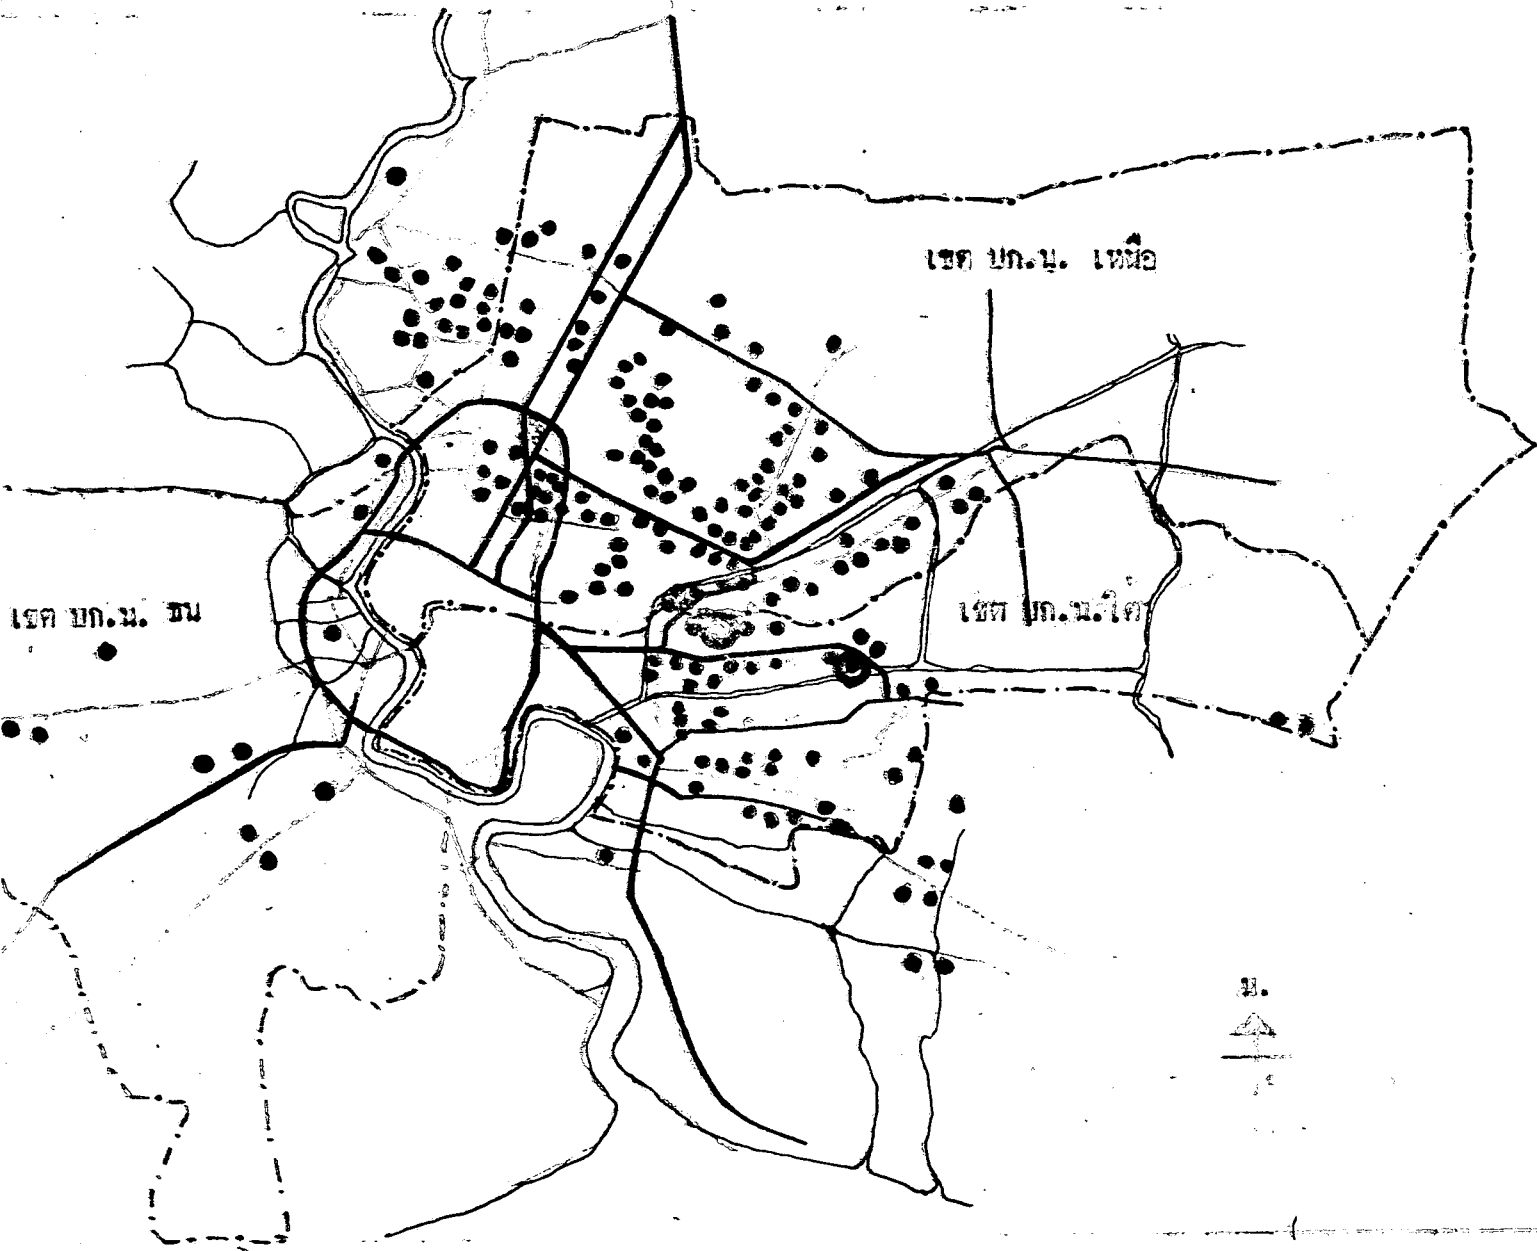 เขต บก.น. เหนือ
เขต บก.น. ธน
เขต บก.น.ใต้
น.